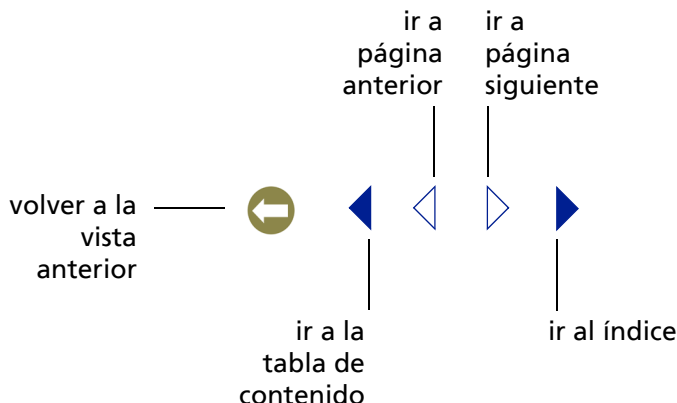 ir a
página
anterior
ir a
página
siguiente
volver a la
vista
anterior
ir a la
tabla de
contenido
ir al índice